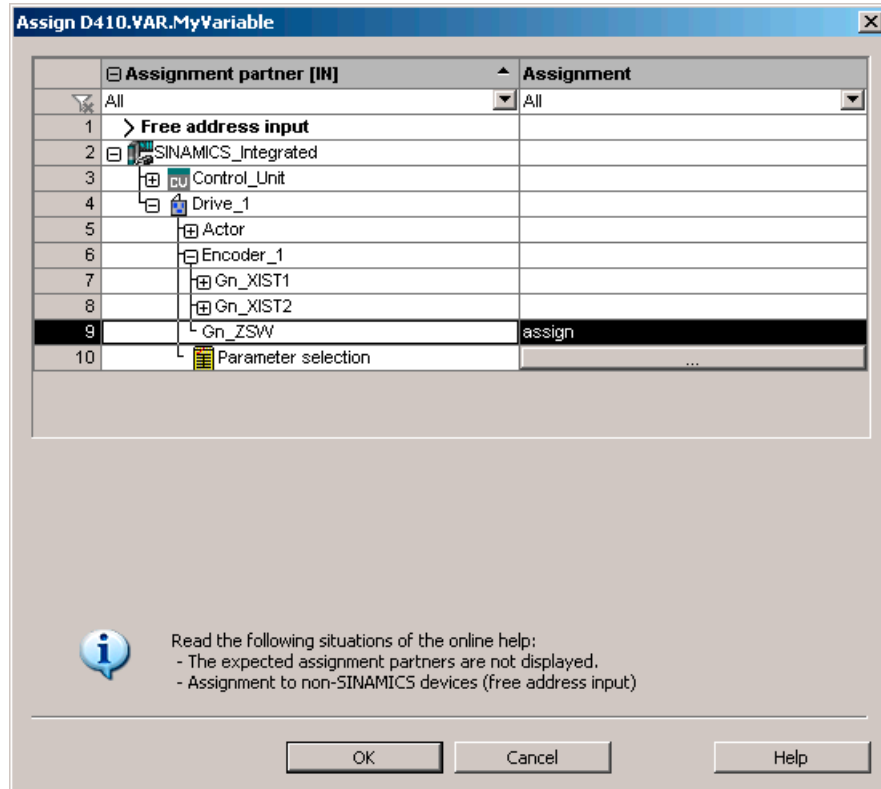 Assign D410.VAR.MyVariable
Assignment partner [IN] Assignment
All All
1 Free address input
2 SINAMICS_Integrated
3 CU Control_Unit
4 Drive_1
5 Actor
6 Encoder_1
7 Gn_XIST1
8 Gn_XIST2
9 Gn_ZSW assign
10 Parameter selection ...
Read the following situations of the online help:
- The expected assignment partners are not displayed.
- Assignment to non-SINAMICS devices (free address input)
OK Cancel Help